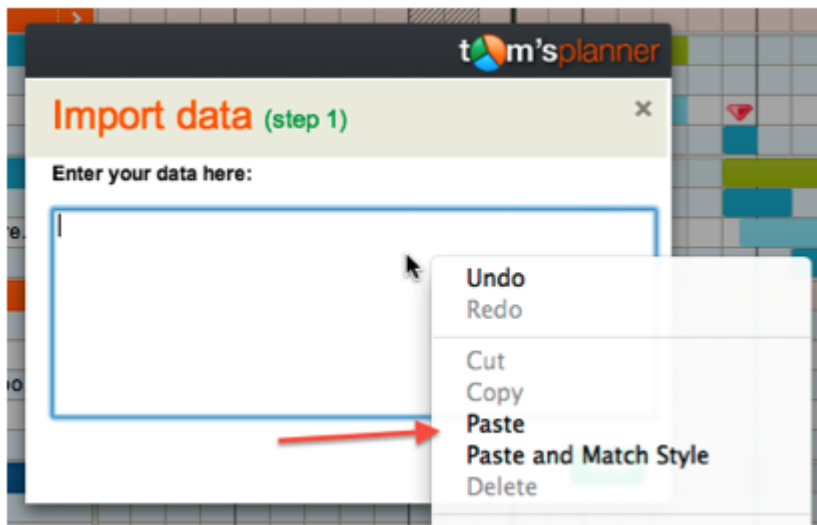 tom'splanner
Import data (step 1)
×
Enter your data here:
re.
Undo
Redo
Cut
Copy
Paste
Paste and Match Style
Delete